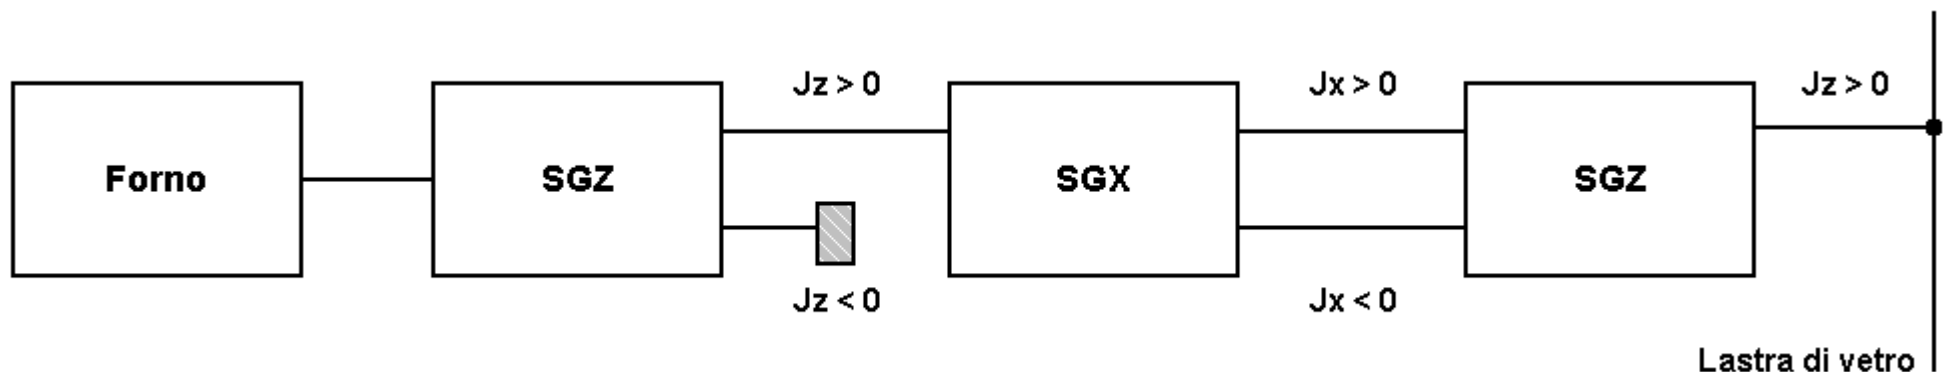 Jz > 0
Jx > 0
Jz > 0
Forno
SGZ
SGX
SGZ
Jz < 0
Jx < 0
Lastra di vetro